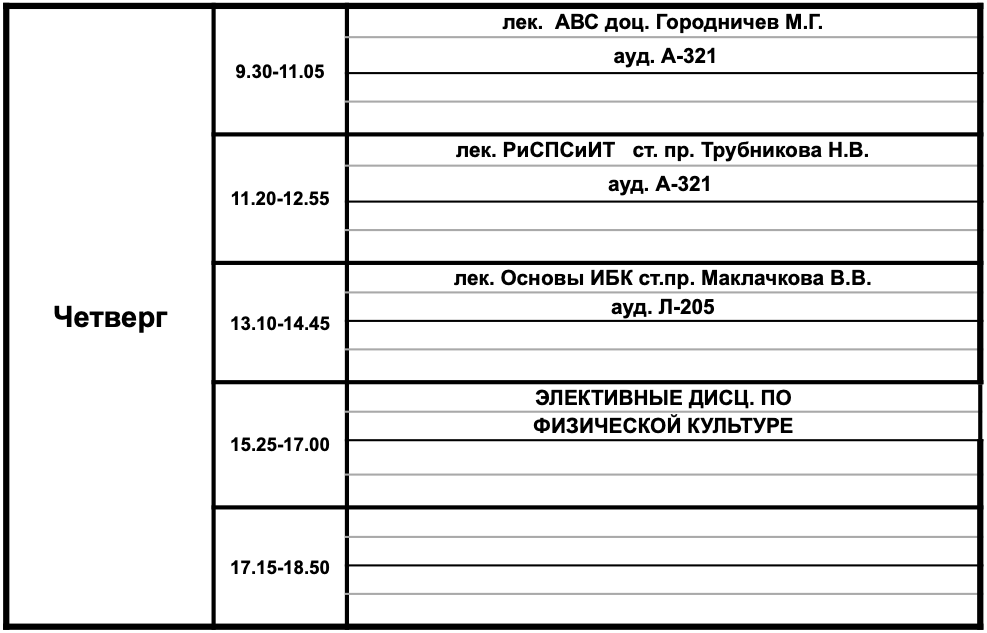 Четверг
9.30-11.05
лек. АВС доц. Городничев М.Г.
ауд. А-321
11.20-12.55
лек. РиСПСиИТ ст. пр. Трубникова Н.В.
ауд. А-321
13.10-14.45
лек. Основы ИБК ст.пр. Маклачкова В.В.
ауд. Л-205
15.25-17.00
ЭЛЕКТИВНЫЕ ДИСЦ. ПО
ФИЗИЧЕСКОЙ КУЛЬТУРЕ
17.15-18.50